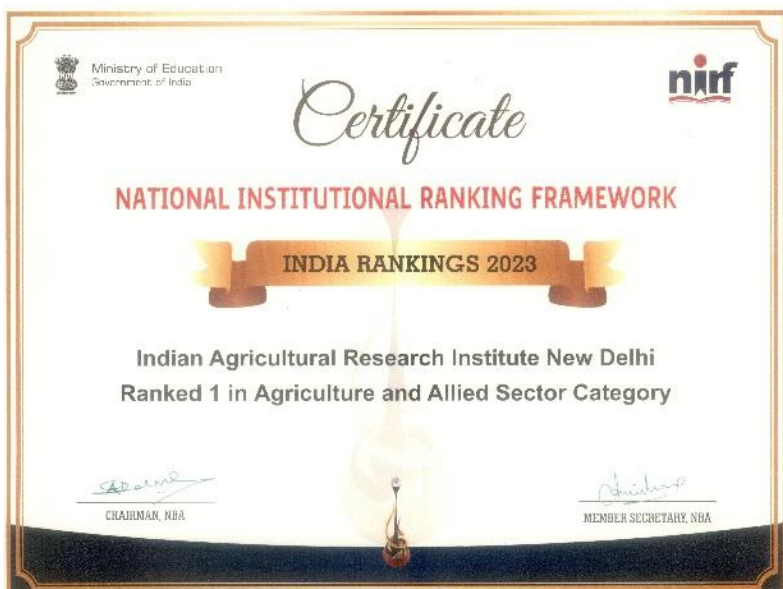 Ministry of Education
Government of India
nirf
Certificate
NATIONAL INSTITUTIONAL RANKING FRAMEWORK
INDIA RANKINGS 2023
Indian Agricultural Research Institute New Delhi
Ranked 1 in Agriculture and Allied Sector Category
CHAIRMAN, NBA
MEMBER SECRETARY, NBA